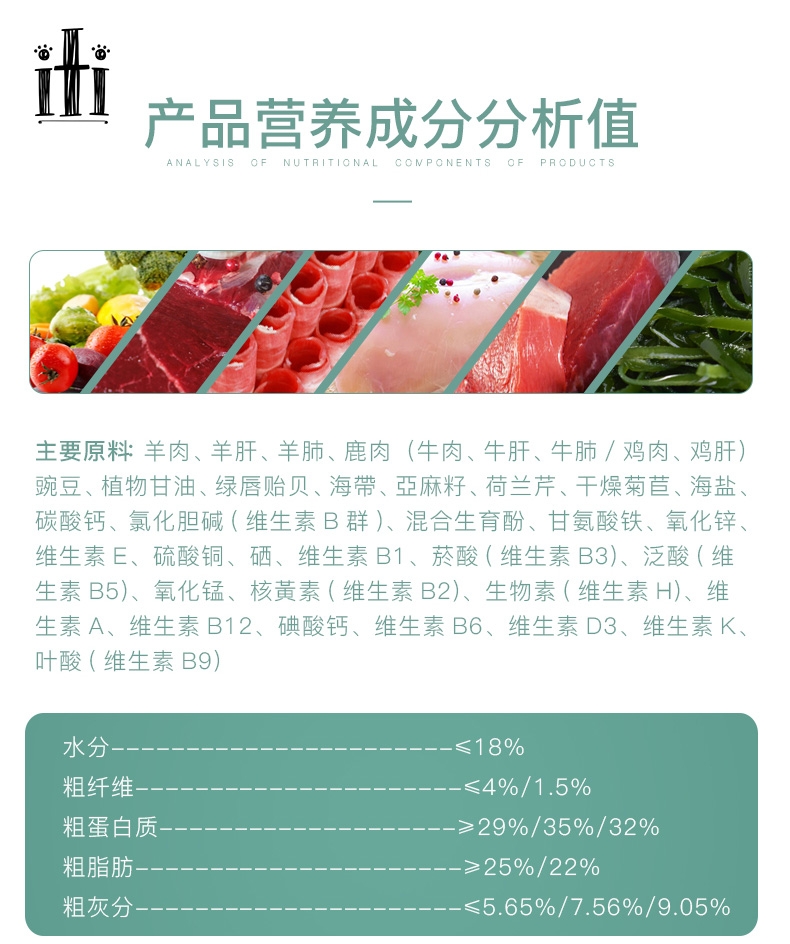 产品营养成分分析值
ANALYSIS OF NUTRITIONAL COMPONENTS OF PRODUCTS
主要原料: 羊肉、羊肝、羊肺、鹿肉（牛肉、牛肝、牛肺 / 鸡肉、鸡肝）
豌豆、植物甘油、绿唇贻贝、海帶、亞麻籽、荷兰芹、干燥菊苣、海盐、
碳酸钙、氯化胆碱 ( 维生素 B 群 )、混合生育酚、甘氨酸铁、氧化锌、
维生素 E、硫酸铜、硒、维生素 B1、菸酸 ( 维生素 B3)、泛酸 ( 维
生素 B5)、氧化锰、核黃素 ( 维生素 B2)、生物素 ( 维生素 H)、维
生素 A、维生素 B12、碘酸钙、维生素 B6、维生素 D3、维生素 K、
叶酸 ( 维生素 B9)
水分-----------------------≤18%
粗纤维----------------------≤4%/1.5%
粗蛋白质--------------------≥29%/35%/32%
粗脂肪----------------------≥25%/22%
粗灰分----------------------≤5.65%/7.56%/9.05%